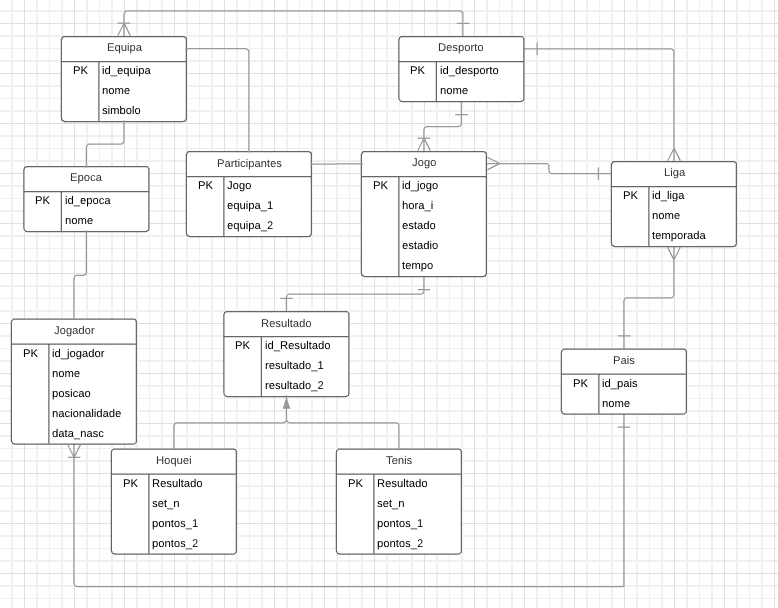 Equipa
PK id_equipa
nome
simbolo
Desporto
PK id_desporto
nome
Epoca
PK id_epoca
nome
Participantes
PK Jogo
equipa_1
equipa_2
Jogo
PK id_jogo
hora_i
estado
estadio
tempo
Liga
PK id_liga
nome
temporada
Jogador
PK id_jogador
nome
posicao
nacionalidade
data_nasc
Resultado
PK id_Resultado
resultado_1
resultado_2
Pais
PK id_pais
nome
Hoquei
PK Resultado
set_n
pontos_1
pontos_2
Tenis
PK Resultado
set_n
pontos_1
pontos_2